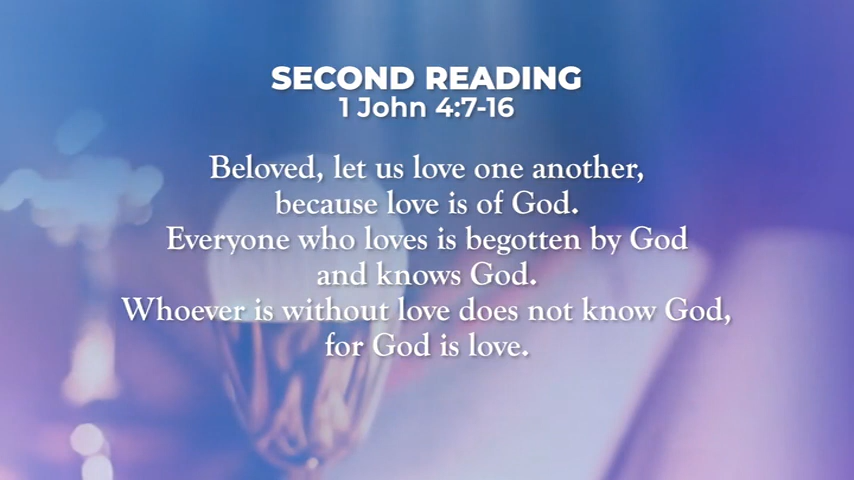 SECOND READING
1 John 4:7-16
Beloved, let us love one another,
because love is of God.
Everyone who loves is begotten by God
and knows God.
Whoever is without love does not know God,
for God is love.